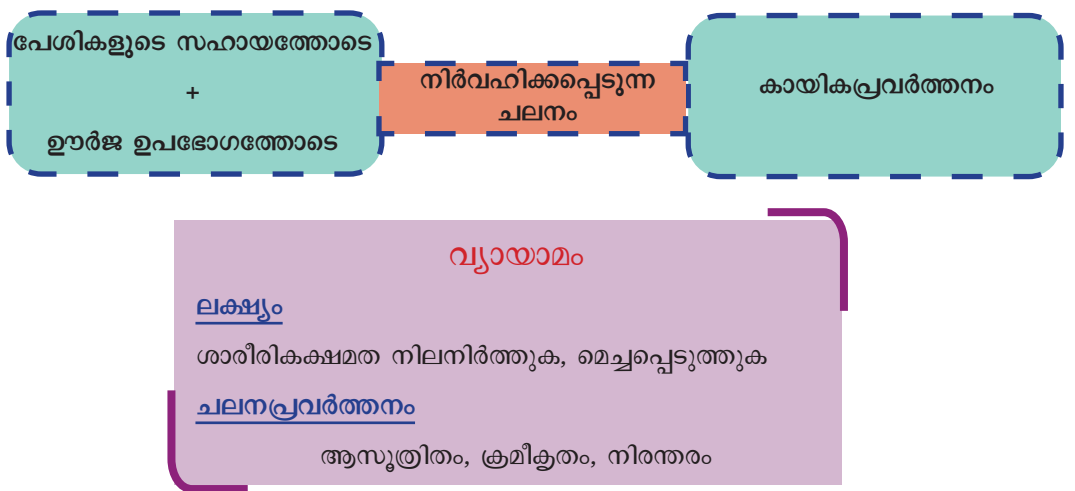 പേശികളുടെ സഹായത്തോടെ
+
ഊർജ ഉപഭോഗത്തോടെ
നിർവഹിക്കപ്പെടുന്ന
ചലനം
കായികപ്രവർത്തനം
വ്യായാമം
ലക്ഷ്യം
ശാരീരികക്ഷമത നിലനിർത്തുക, മെച്ചപ്പെടുത്തുക
ചലനപ്രവർത്തനം
ആസൂത്രിതം, ക്രമീകൃതം, നിരന്തരം